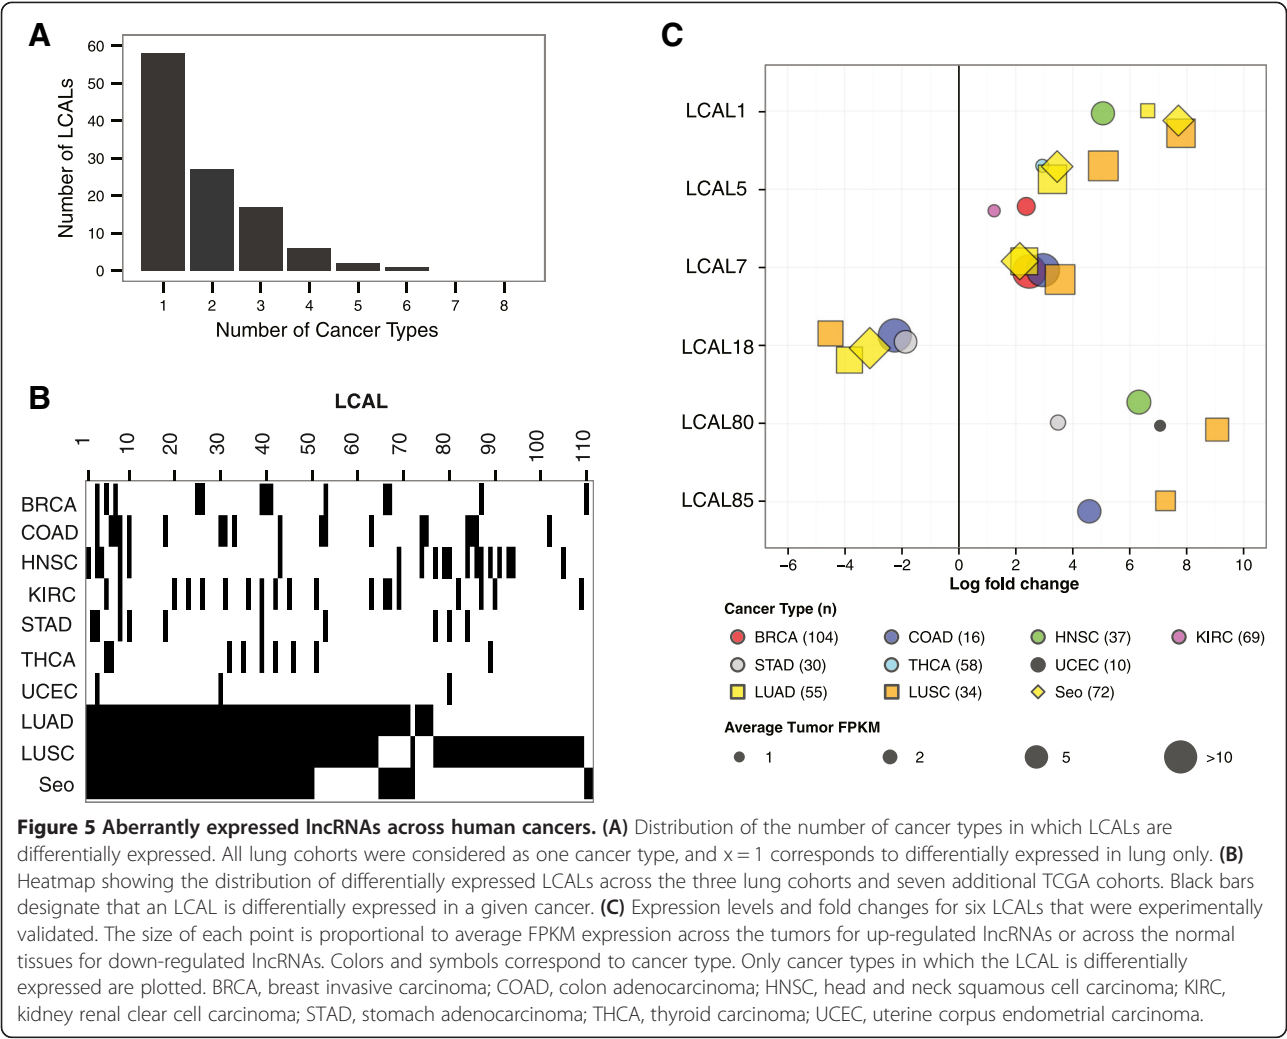 A
60
50
40
30
20
10
0
Number of LCALs
1 2 3 4 5 6 7 8
Number of Cancer Types
B
LCAL
1 10 20 30 40 50 60 70 80 90 100 110
BRCA
COAD
HNSC
KIRC
STAD
THCA
UCEC
LUAD
LUSC
Seo
C
LCAL1
LCAL5
LCAL7
LCAL18
LCAL80
LCAL85
−6 −4 −2 0 2 4 6 8 10
Log fold change
Cancer Type (n)
BRCA (104) COAD (16) HNSC (37) KIRC (69)
STAD (30) THCA (58) UCEC (10)
LUAD (55) LUSC (34) Seo (72)
Average Tumor FPKM
1 2 5 >10
Figure 5 Aberrantly expressed lncRNAs across human cancers. (A) Distribution of the number of cancer types in which LCALs are
differentially expressed. All lung cohorts were considered as one cancer type, and x = 1 corresponds to differentially expressed in lung only. (B)
Heatmap showing the distribution of differentially expressed LCALs across the three lung cohorts and seven additional TCGA cohorts. Black bars
designate that an LCAL is differentially expressed in a given cancer. (C) Expression levels and fold changes for six LCALs that were experimentally
validated. The size of each point is proportional to average FPKM expression across the tumors for up-regulated lncRNAs or across the normal
tissues for down-regulated lncRNAs. Colors and symbols correspond to cancer type. Only cancer types in which the LCAL is differentially
expressed are plotted. BRCA, breast invasive carcinoma; COAD, colon adenocarcinoma; HNSC, head and neck squamous cell carcinoma; KIRC,
kidney renal clear cell carcinoma; STAD, stomach adenocarcinoma; THCA, thyroid carcinoma; UCEC, uterine corpus endometrial carcinoma.